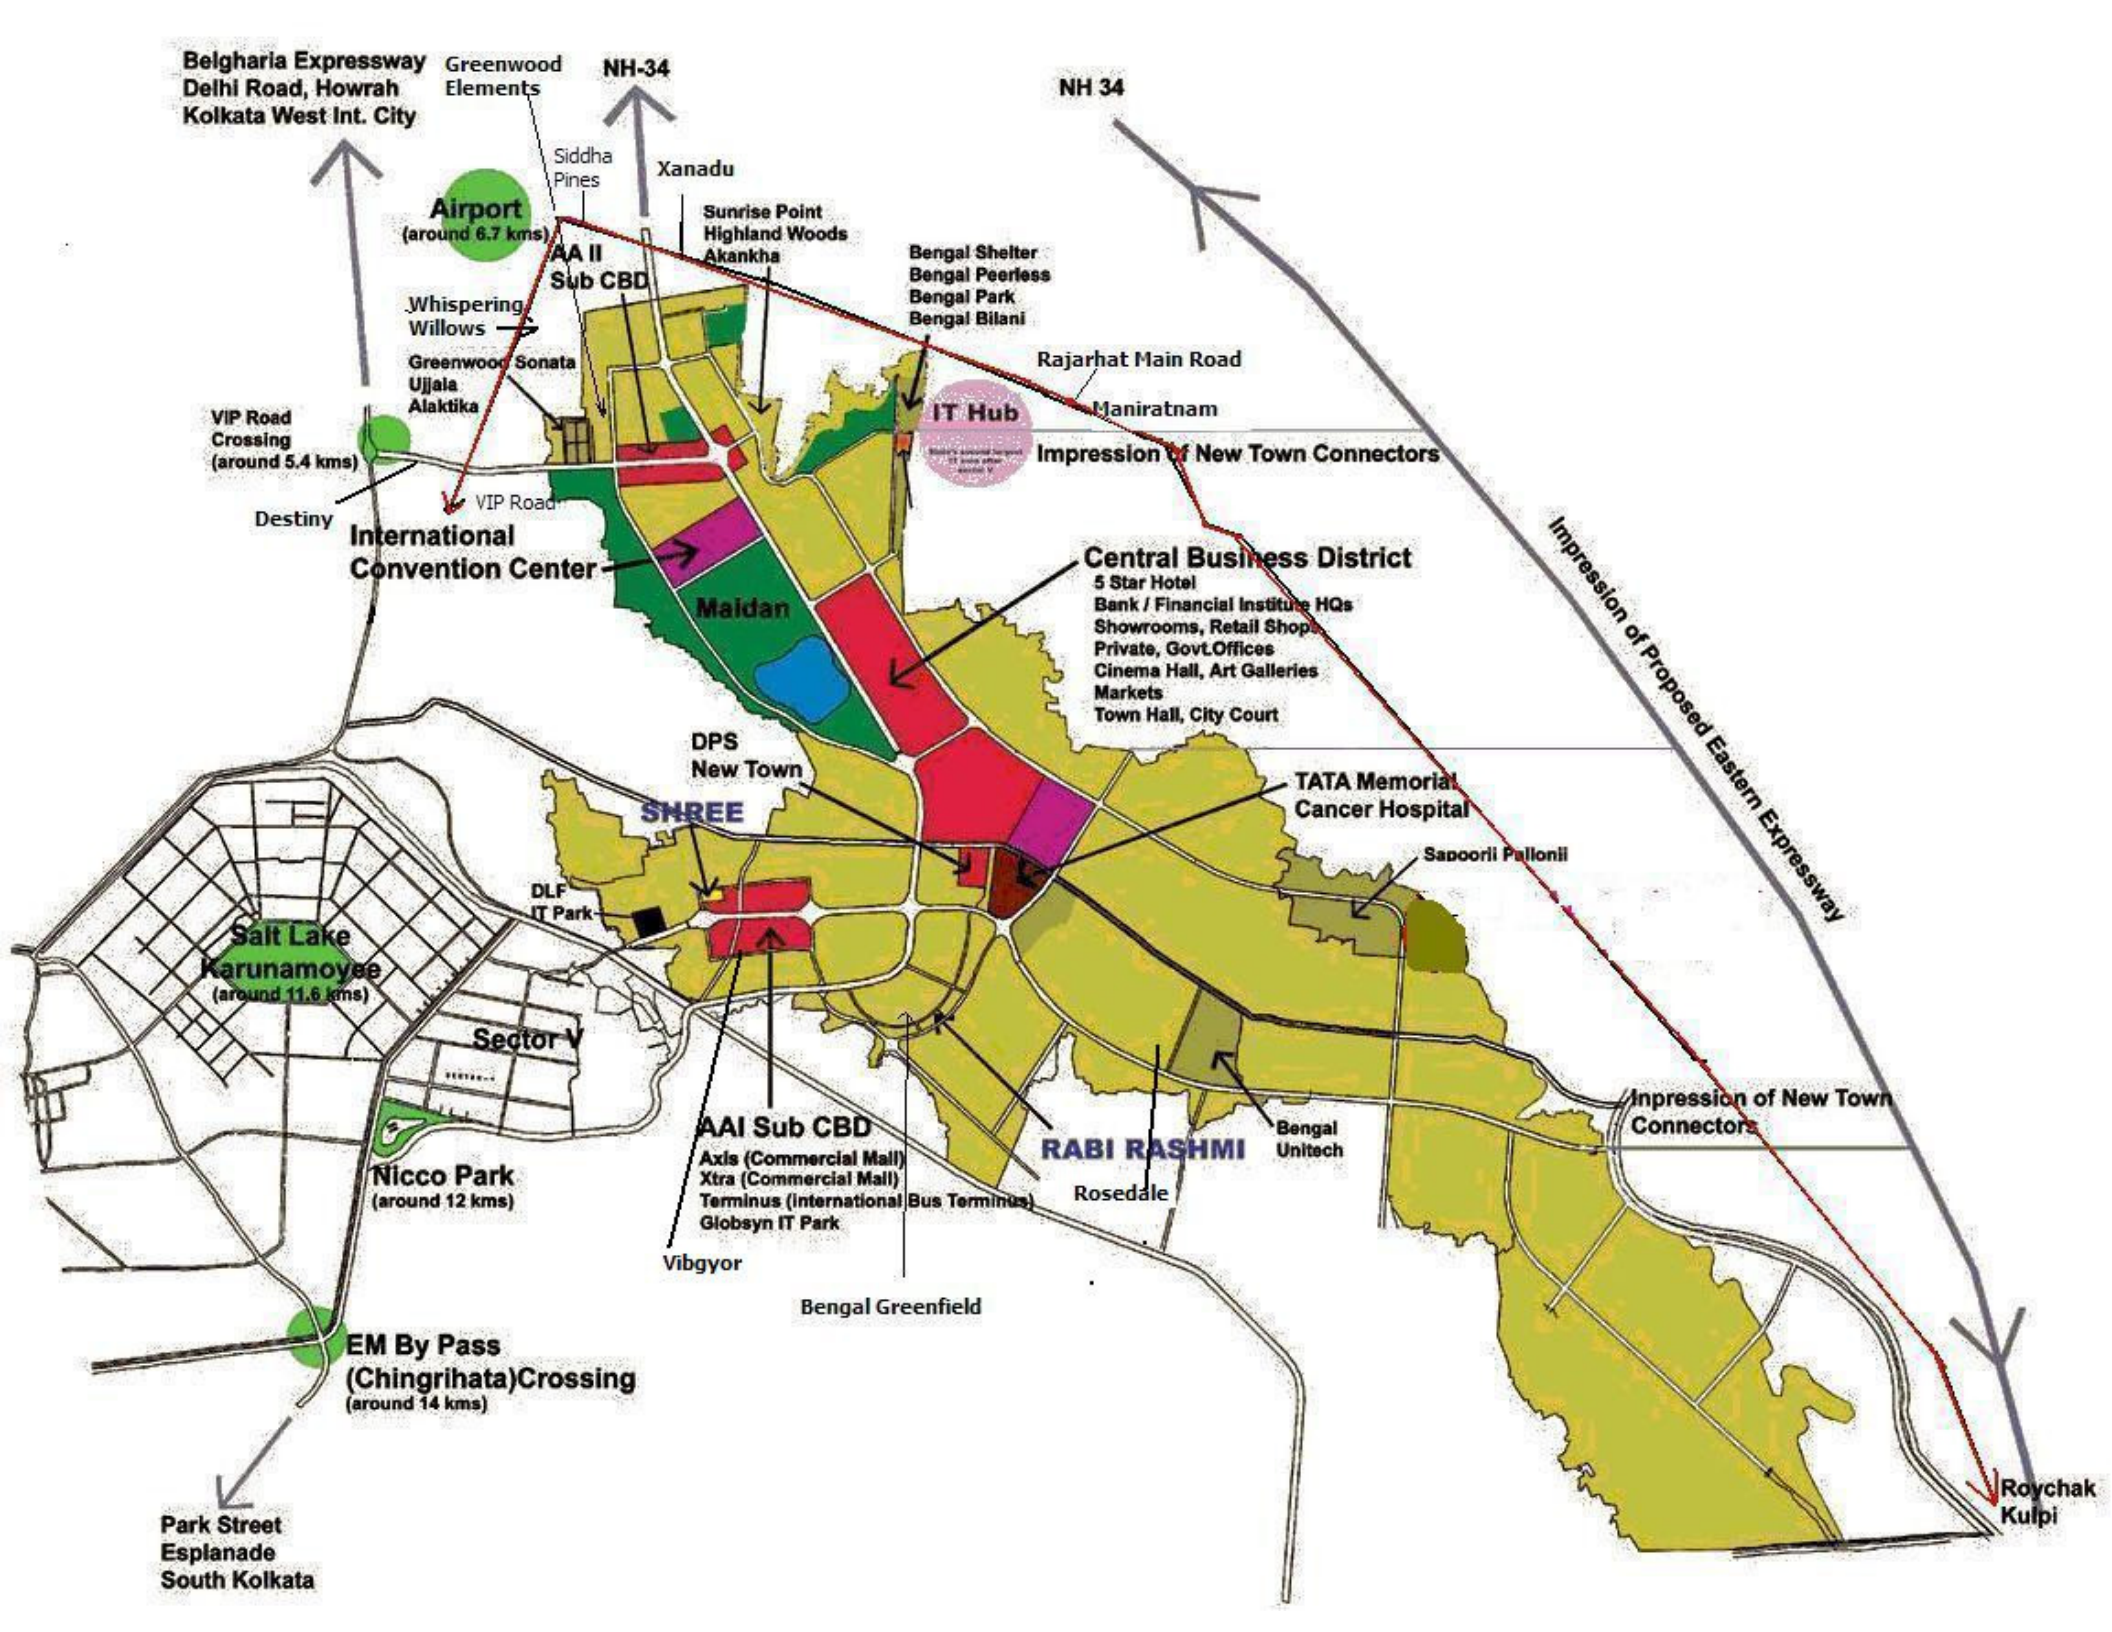 Belgharia Expressway
Delhi Road, Howrah
Kolkata West Int. City
Greenwood
Elements
NH-34
NH 34
Siddha
Pines
Xanadu
Airport
(around 6.7 kms)
Sunrise Point
Highland Woods
Akankha
AA II
Sub CBD
Bengal Shelter
Bengal Peerless
Bengal Park
Bengal Bilani
Whispering
Willows
Greenwood Sonata
Ujjala
Alaktika
Rajarhat Main Road
Maniratnam
IT Hub
VIP Road
Crossing
(around 5.4 kms)
Impression of New Town Connectors
VIP Road
Destiny
International
Convention Center
Impression of Proposed Eastern Expressway
Central Business District
5 Star Hotel
Bank / Financial Institute HQs
Showrooms, Retail Shops
Private, Govt.Offices
Cinema Hall, Art Galleries
Markets
Town Hall, City Court
Maidan
DPS
New Town
TATA Memorial
Cancer Hospital
SHREE
Sapoorii Pallonii
DLF
IT Park
Salt Lake
Karunamoyee
(around 11.6 kms)
Sector V
SECTOR-V
Inpression of New Town
Connectors
AAI Sub CBD
Axis (Commercial Mall)
Xtra (Commercial Mall)
Terminus (international Bus Terminus)
Globsyn IT Park
RABI RASHMI
Bengal
Unitech
Rosedale
Nicco Park
(around 12 kms)
Vibgyor
Bengal Greenfield
EM By Pass
(Chingrihata)Crossing
(around 14 kms)
Roychak
Kulpi
Park Street
Esplanade
South Kolkata